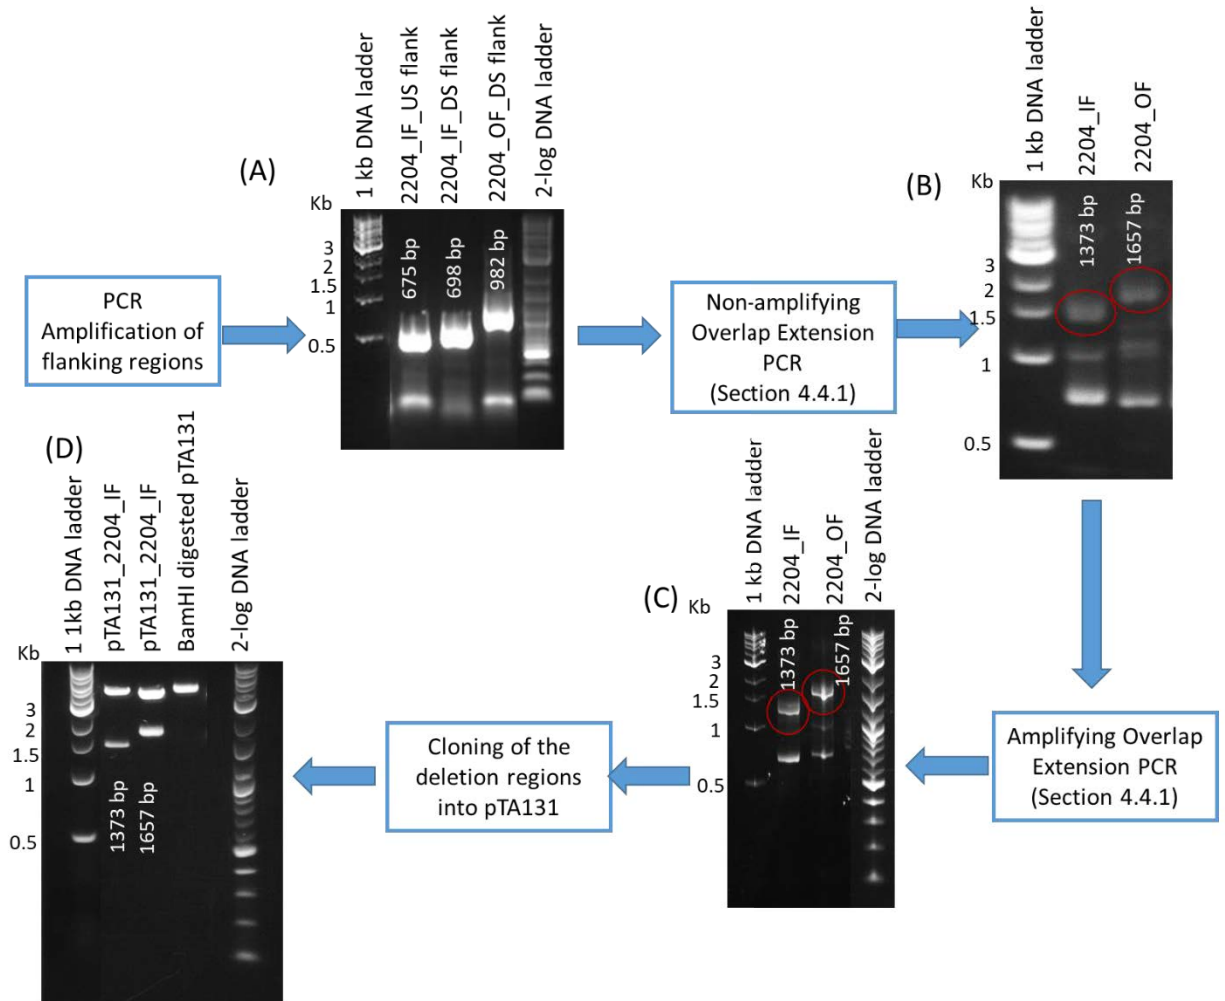 (A)
Kb
1 kb DNA ladder
2204_IF_US flank
2204_IF_DS flank
2204_OF_DS flank
2-log DNA ladder
3
2
1.5
1
0.5
675 bp
698 bp
982 bp
PCR
Amplification of
flanking regions
Non-amplifying
Overlap Extension
PCR
(Section 4.4.1)
(B)
Kb
1 kb DNA ladder
2204_IF
2204_OF
3
2
1.5
1
0.5
1373 bp
1657 bp
Amplifying Overlap
Extension PCR
(Section 4.4.1)
(C)
Kb
1 kb DNA ladder
2204_IF
2204_OF
2-log DNA ladder
3
2
1.5
1
0.5
1373 bp
1657 bp
Cloning of the
deletion regions
into pTA131
(D)
Kb
1 1kb DNA ladder
pTA131_2204_IF
pTA131_2204_IF
BamHI digested pTA131
2-log DNA ladder
3
2
1.5
1
0.5
1373 bp
1657 bp